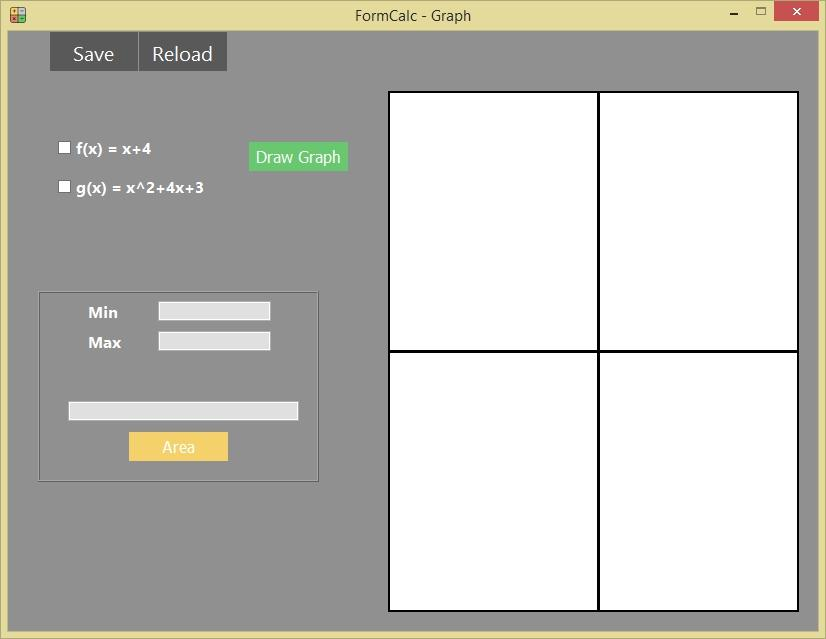 FormCalc - Graph
Save Reload
f(x) = x+4
Draw Graph
g(x) = x^2+4x+3
Min
Max
Area